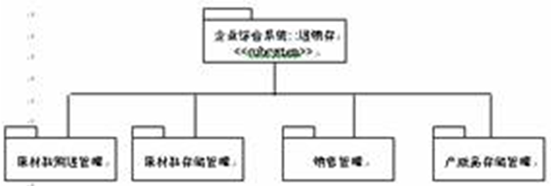 企业综合系统::进销存
<<subsystem>>
原材料购进管理
原材料存储管理
销售管理
产成品存储管理